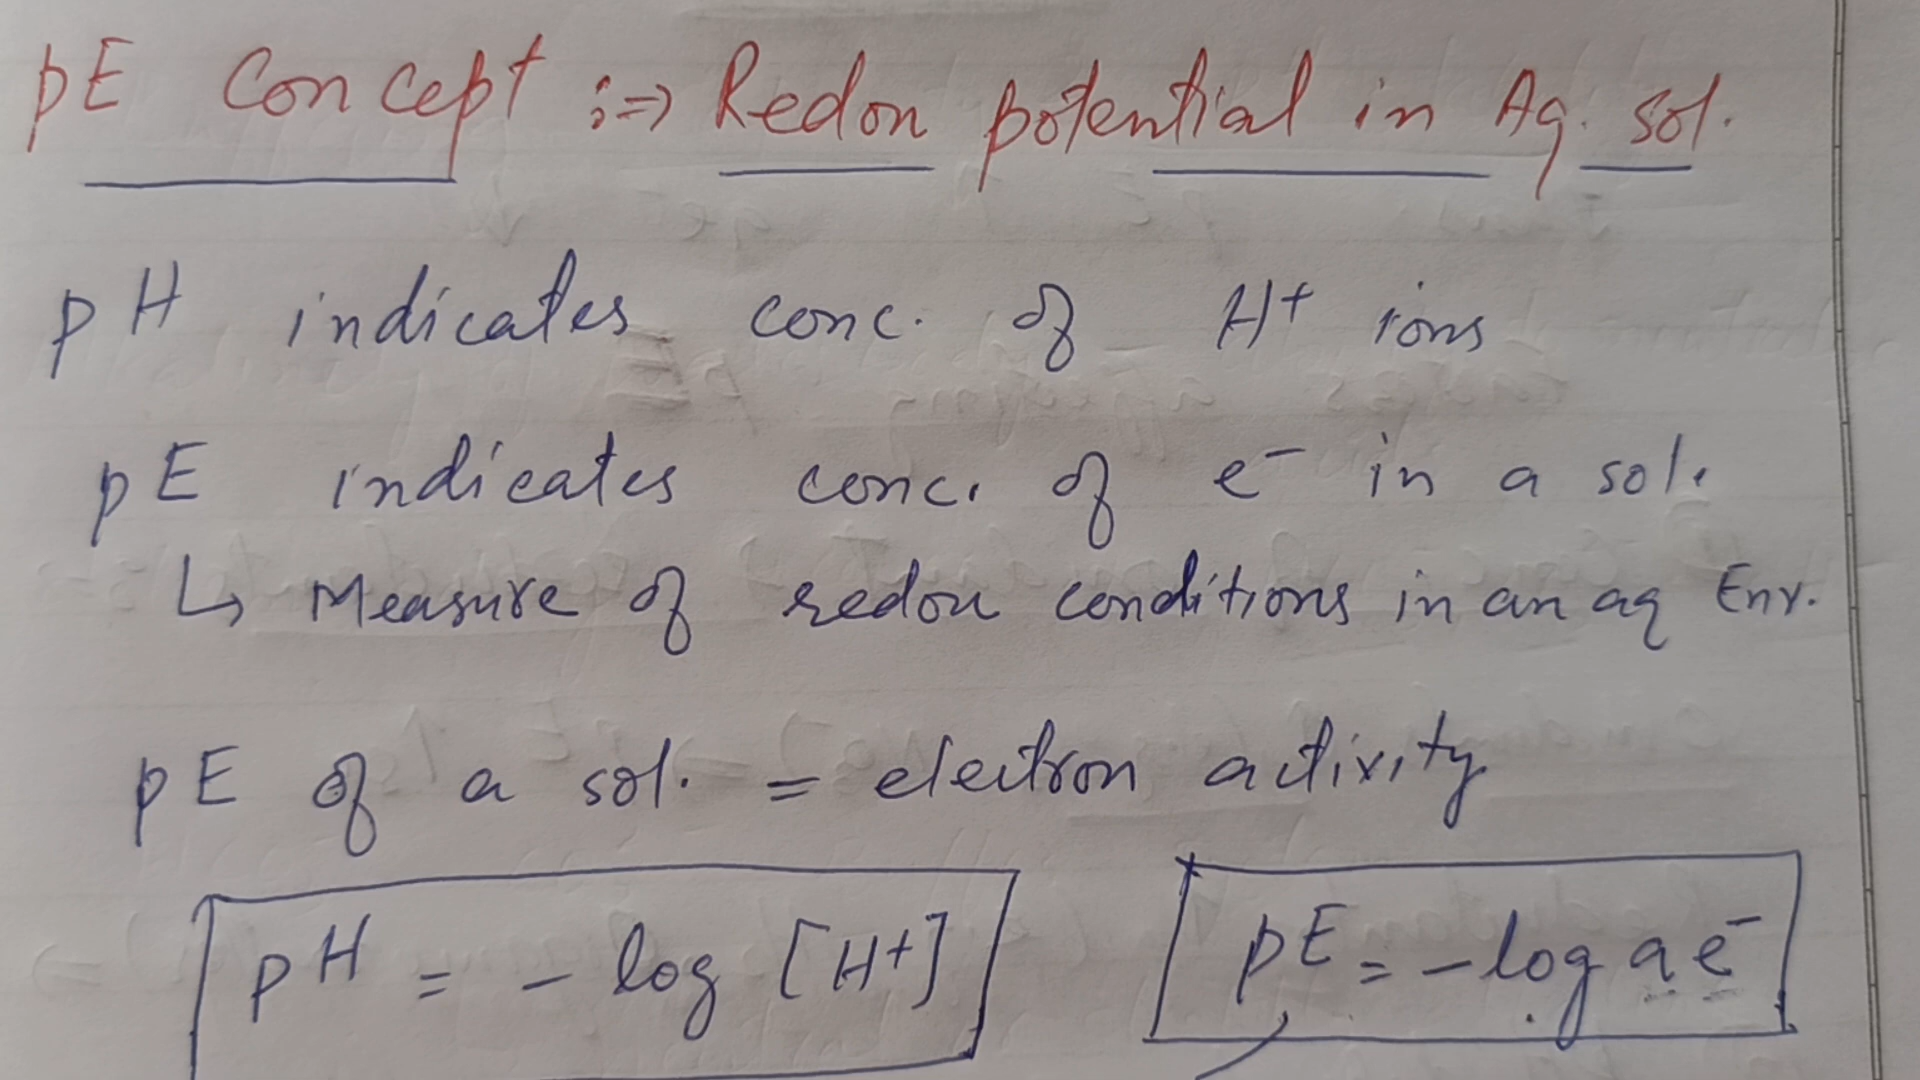 pE Concept :⇒ Redox potential in Aq. sol.
pH indicates conc. of H+ ions
pE indicates conc. of e- in a sol.
↳ Measure of redox conditions in an aq Env.
pE of a sol. = electron activity
pH = - log [H+] pE = - log a e-